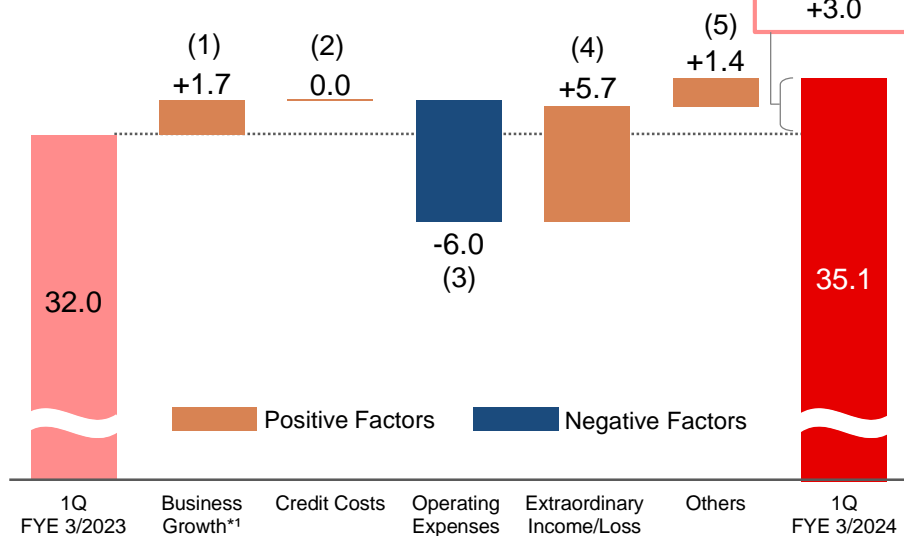 +3.0
(1)
+1.7
(2)
0.0
(4)
+5.7
(5)
+1.4
-6.0
(3)
32.0
35.1
Positive Factors
Negative Factors
1Q
FYE 3/2023
Business
Growth*1
Credit Costs
Operating
Expenses
Extraordinary
Income/Loss
Others
1Q
FYE 3/2024